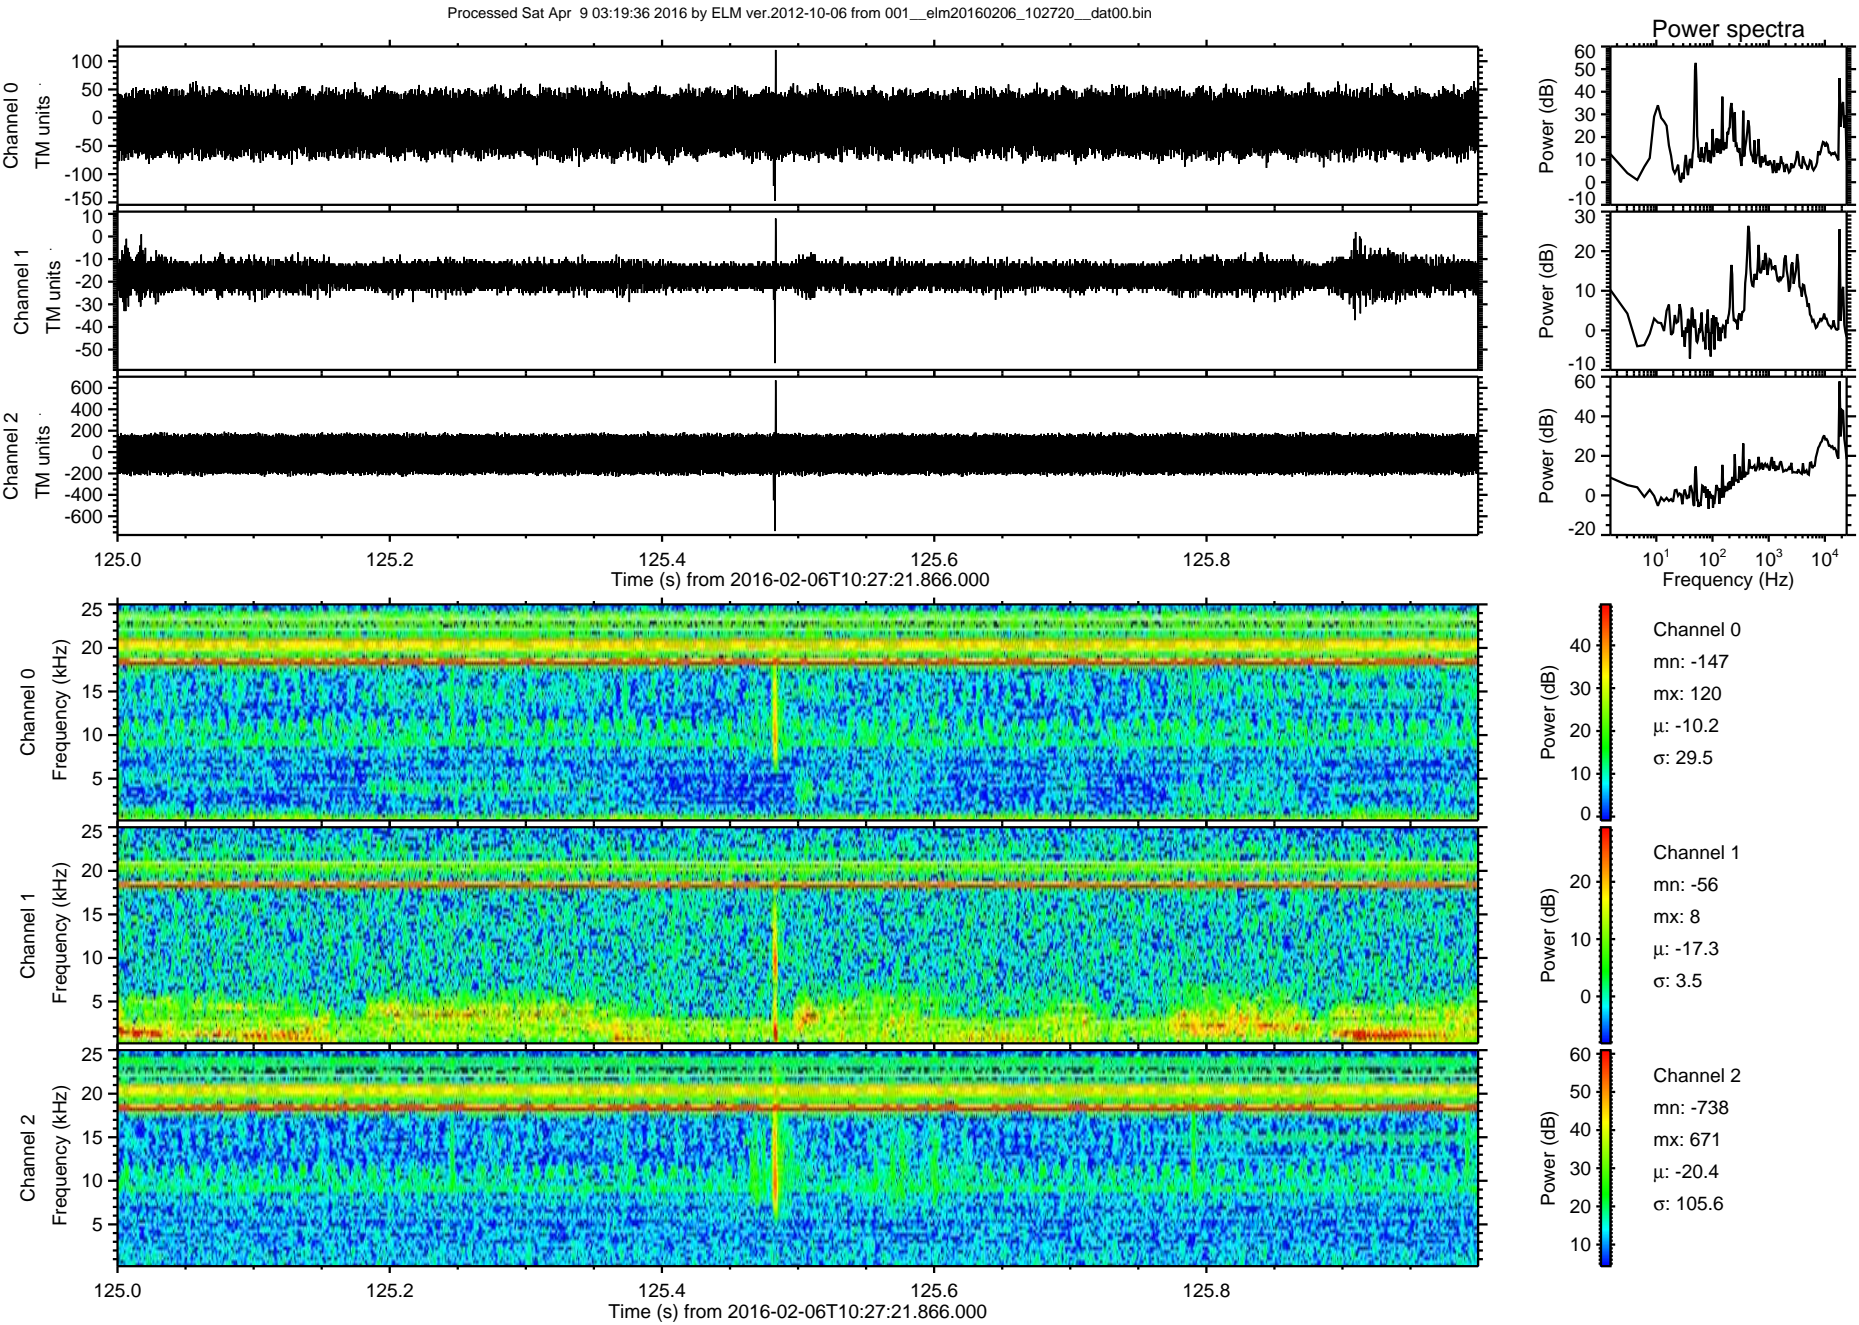 Processed Sat Apr  9 03:19:36 2016 by ELM ver.2012-10-06 from 001__elm20160206_102720__dat00.bin
Power spectra
Channel 0
TM units
100
50
0
-50
-100
-150
Power (dB)
60
50
40
30
20
10
0
-10
Channel 1
TM units
10
0
-10
-20
-30
-40
-50
Power (dB)
30
20
10
0
-10
Channel 2
TM units
600
400
200
0
-200
-400
-600
Power (dB)
60
40
20
0
-20
125.0 125.2 125.4 125.6 125.8
Time (s) from 2016-02-06T10:27:21.866.000
10^1 10^2 10^3 10^4
Frequency (Hz)
Channel 0
Frequency (kHz)
25
20
15
10
5
Power (dB)
40
30
20
10
0
Channel 0
mn: -147
mx: 120
μ: -10.2
σ: 29.5
Channel 1
Frequency (kHz)
25
20
15
10
5
Power (dB)
20
10
0
Channel 1
mn: -56
mx: 8
μ: -17.3
σ: 3.5
Channel 2
Frequency (kHz)
25
20
15
10
5
Power (dB)
60
50
40
30
20
10
Channel 2
mn: -738
mx: 671
μ: -20.4
σ: 105.6
125.0 125.2 125.4 125.6 125.8
Time (s) from 2016-02-06T10:27:21.866.000